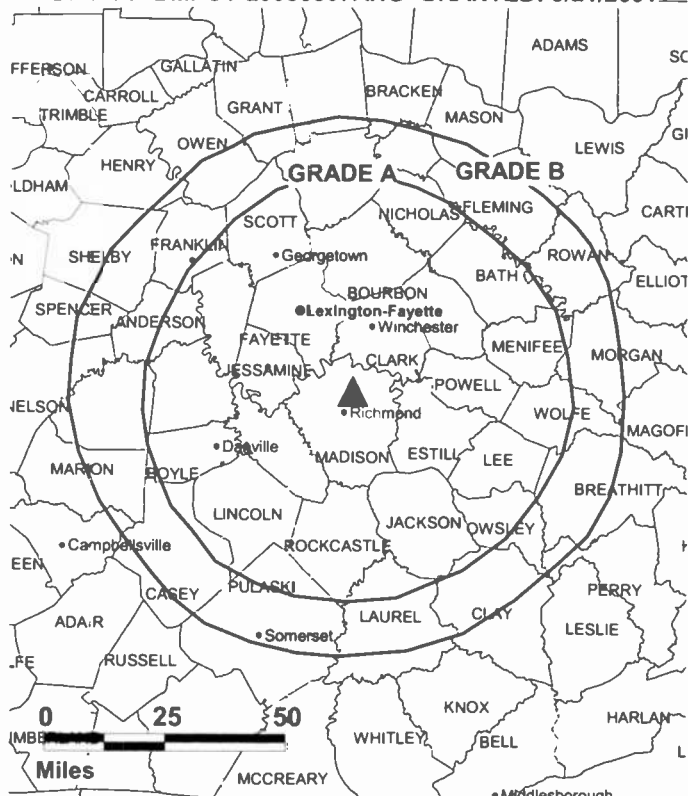 ADAMS
FFERSON
GALLATIN
CARROLL
TRIMBLE
GRANT
BRACKEN
MASON
OWEN
LEWIS
HENRY
GRADE A
GRADE B
LDHAM
CARTI
NICHOLAS
FLEMING
SCOTT
FRANKLIN
SHELBY
Georgetown
ROWAN
BATH
ELLIOT
BOURBON
SPENCER
Lexington-Fayette
ANDERSON
Winchester
FAYETTE
MENIFEE
MORGAN
CLARK
JESSAMINE
POWELL
NELSON
Richmond
WOLFE
MAGOFI
Danville
MADISON
ESTILL
LEE
MARION
BOYLE
BREATHITT
LINCOLN
JACKSON
OWSLEY
ROCKCASTLE
Campbellsville
EEN
CASEY
PULASKI
PERRY
LAUREL
CLAY
ADAIR
LESLIE
Somerset
RUSSELL
KNOX
0 25 50
HARLAN
WHITLEY
BELL
Miles
MCCREARY
Middlesborough